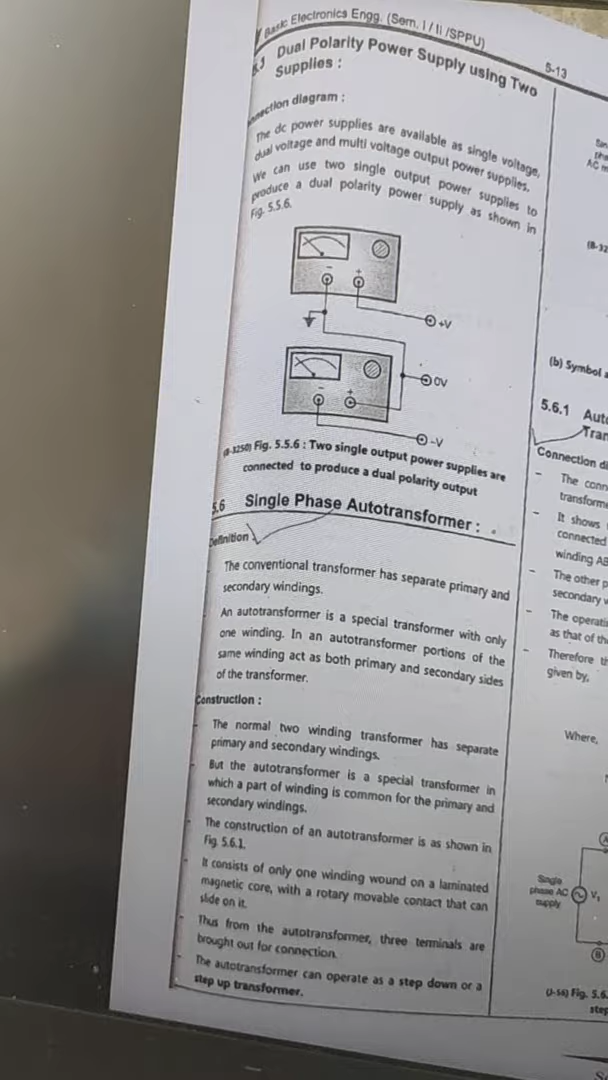 Basic Electronics Engg. (Sem. I / II /SPPU)
5-13
Dual Polarity Power Supply using Two
Supplies :
diagram :
The dc power supplies are available as single voltage,
dual voltage and multi voltage output power supplies.
We can use two single output power supplies to
produce a dual polarity power supply as shown in
Fig. 5.5.6.
- +
+V
0V
- +
-V
(B-3250) Fig. 5.5.6 : Two single output power supplies are
connected to produce a dual polarity output
5.6 Single Phase Autotransformer :
Definition :
- The conventional transformer has separate primary and
secondary windings.
An autotransformer is a special transformer with only
one winding. In an autotransformer portions of the
same winding act as both primary and secondary sides
of the transformer.
Construction :
- The normal two winding transformer has separate
primary and secondary windings.
- But the autotransformer is a special transformer in
which a part of winding is common for the primary and
secondary windings.
- The construction of an autotransformer is as shown in
Fig. 5.6.1.
- It consists of only one winding wound on a laminated
magnetic core, with a rotary movable contact that can
slide on it.
- Thus from the autotransformer, three terminals are
brought out for connection.
- The autotransformer can operate as a step down or a
step up transformer.
AC
(b) Symbol
5.6.1
Connection
- The
- It shows
connected
winding AB
- The other
secondary
- The
as that of
- Therefore
given by,
Where,
Single
phase AC
supply
V1
A
B
Fig. 5.6.
step